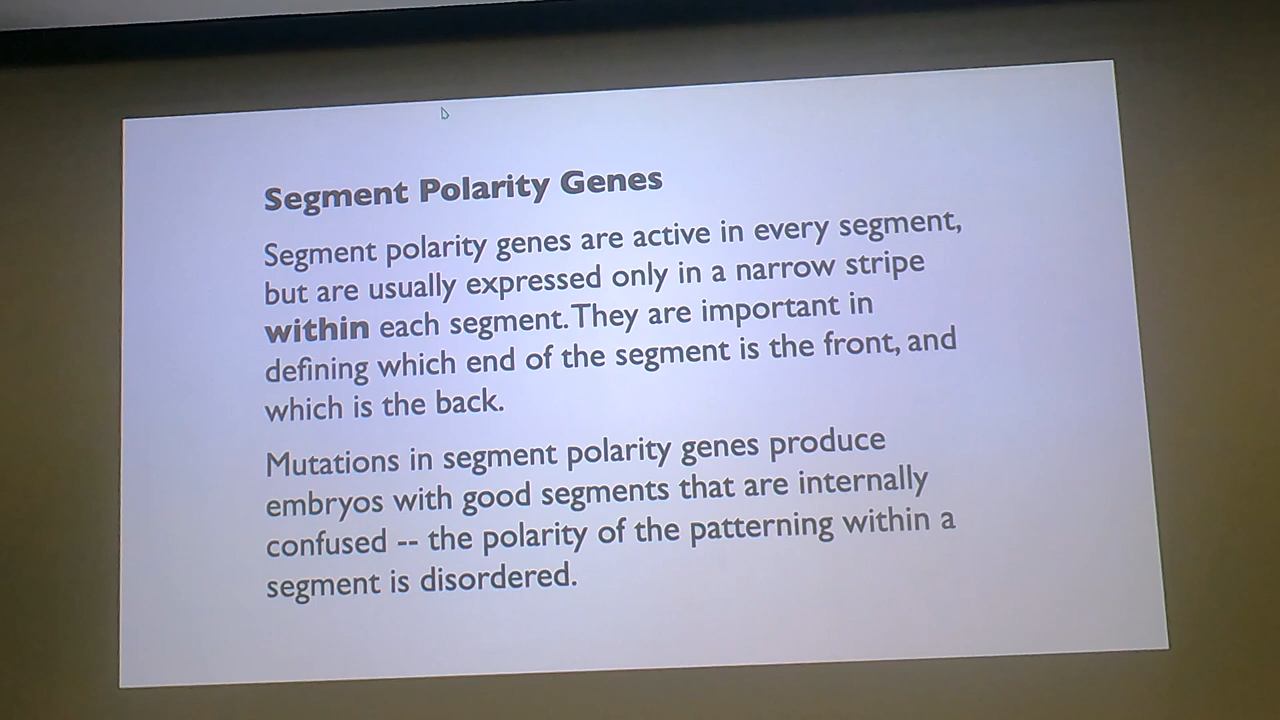 Segment Polarity Genes
Segment polarity genes are active in every segment,
but are usually expressed only in a narrow stripe
within each segment. They are important in
defining which end of the segment is the front, and
which is the back.
Mutations in segment polarity genes produce
embryos with good segments that are internally
confused -- the polarity of the patterning within a
segment is disordered.